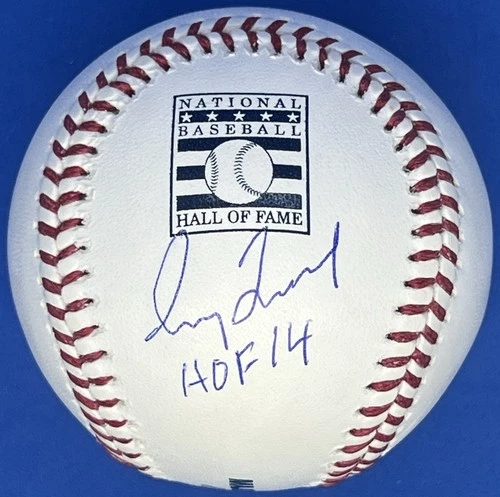 NATIONAL
BASEBALL
HALL OF FAME
HOF 14